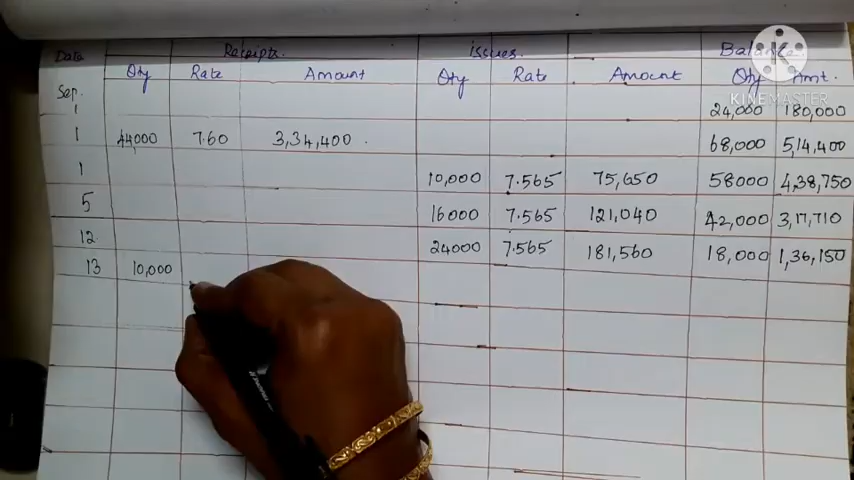 Date Receipts. Issues. Balance
Qty Rate Amount Qty Rate Amount Qty Amt.
Sep.
1 24,000 180,000
1 44000 7.60 3,34,400 68,000 5,14,400
1 10,000 7.565 75,650 58000 4,38,750
5 16000 7.565 121,040 42,000 3,17,710
12 24000 7.565 181,560 18,000 1,36,150
13 10,000
KINEMASTER